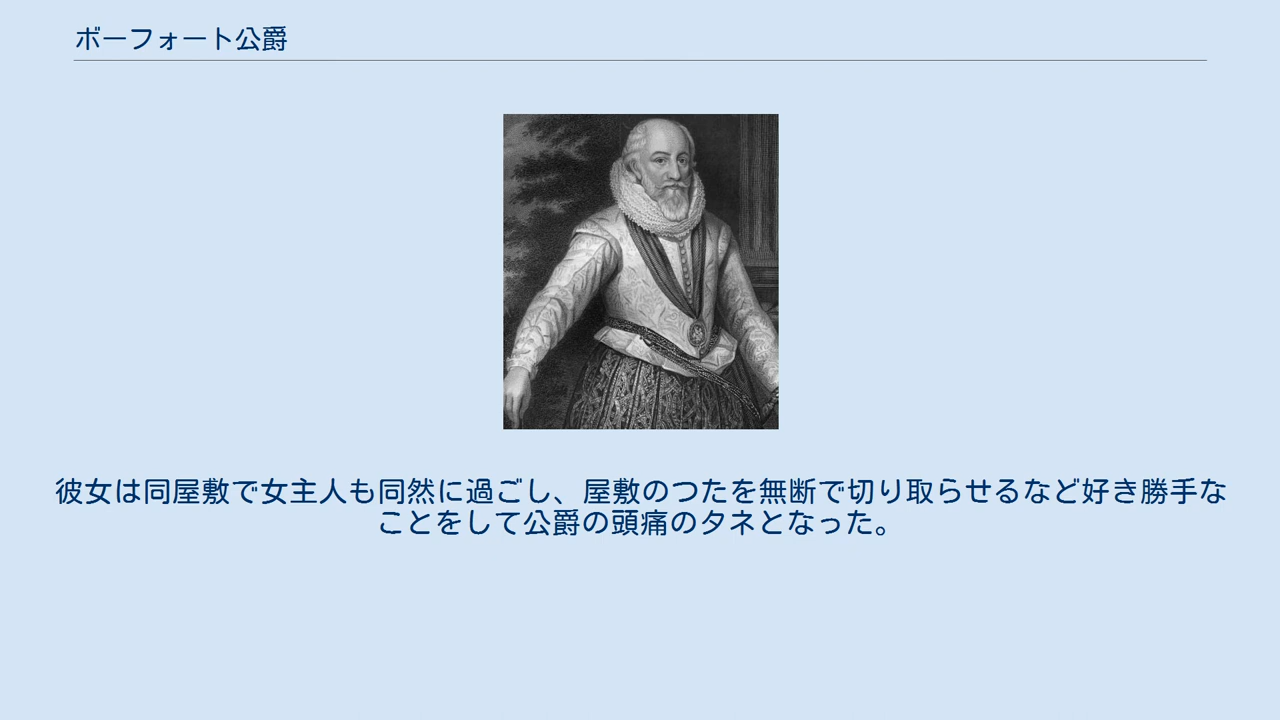 ボーフォート公爵
彼女は同屋敷で女主人も同然に過ごし、屋敷のつたを無断で切り取らせるなど好き勝手な
ことをして公爵の頭痛のタネとなった。